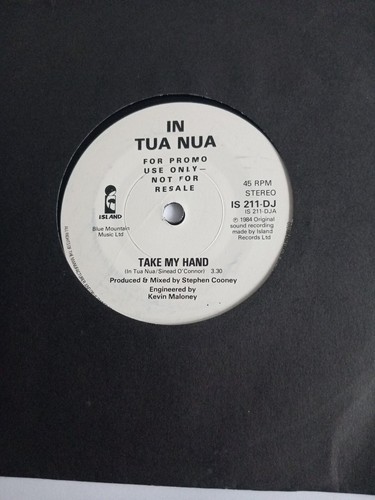 IN
TUA NUA
FOR PROMO
USE ONLY—
NOT FOR
RESALE
ISLAND
Blue Mountain
Music Ltd
45 RPM
STEREO
IS 211-DJ
IS 211-DJA
℗ 1984 Original
sound recording
made by Island
Records Ltd
TAKE MY HAND
(In Tua Nua/Sinead O'Connor) 3.30
Produced & Mixed by Stephen Cooney
Engineered by
Kevin Maloney